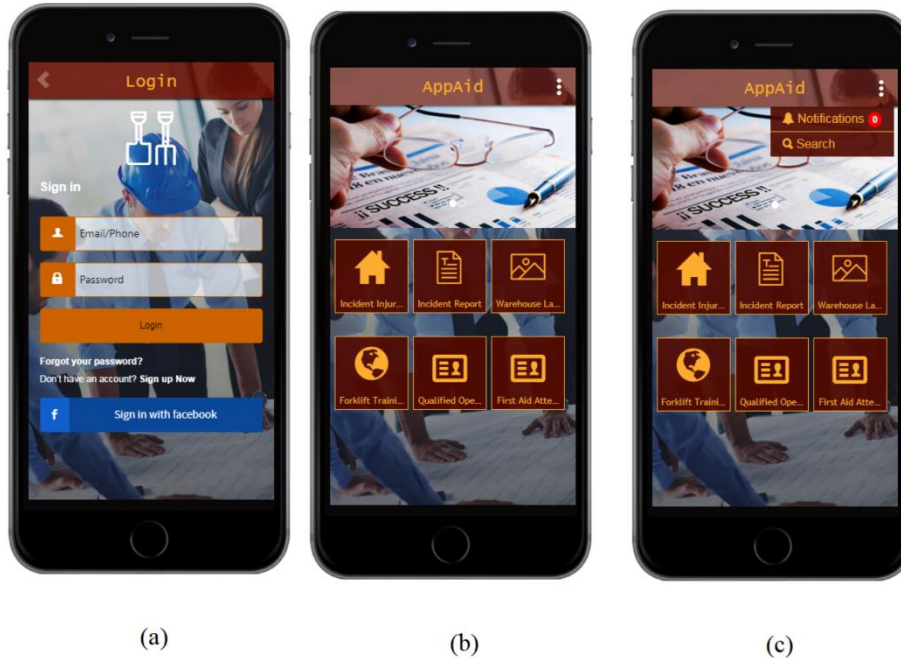 Login
Sign in
Email/Phone
Password
Login
Forgot your password?
Don't have an account? Sign up Now
f
Sign in with facebook
(a)
AppAid
¡¡ SUCCESS !!
Incident Injur...
Incident Report
Warehouse La...
Forklift Traini...
Qualified Ope...
First Aid Atte...
(b)
AppAid
Notifications 0
Search
¡¡ SUCCESS !!
Incident Injur...
Incident Report
Warehouse La...
Forklift Traini...
Qualified Ope...
First Aid Atte...
(c)